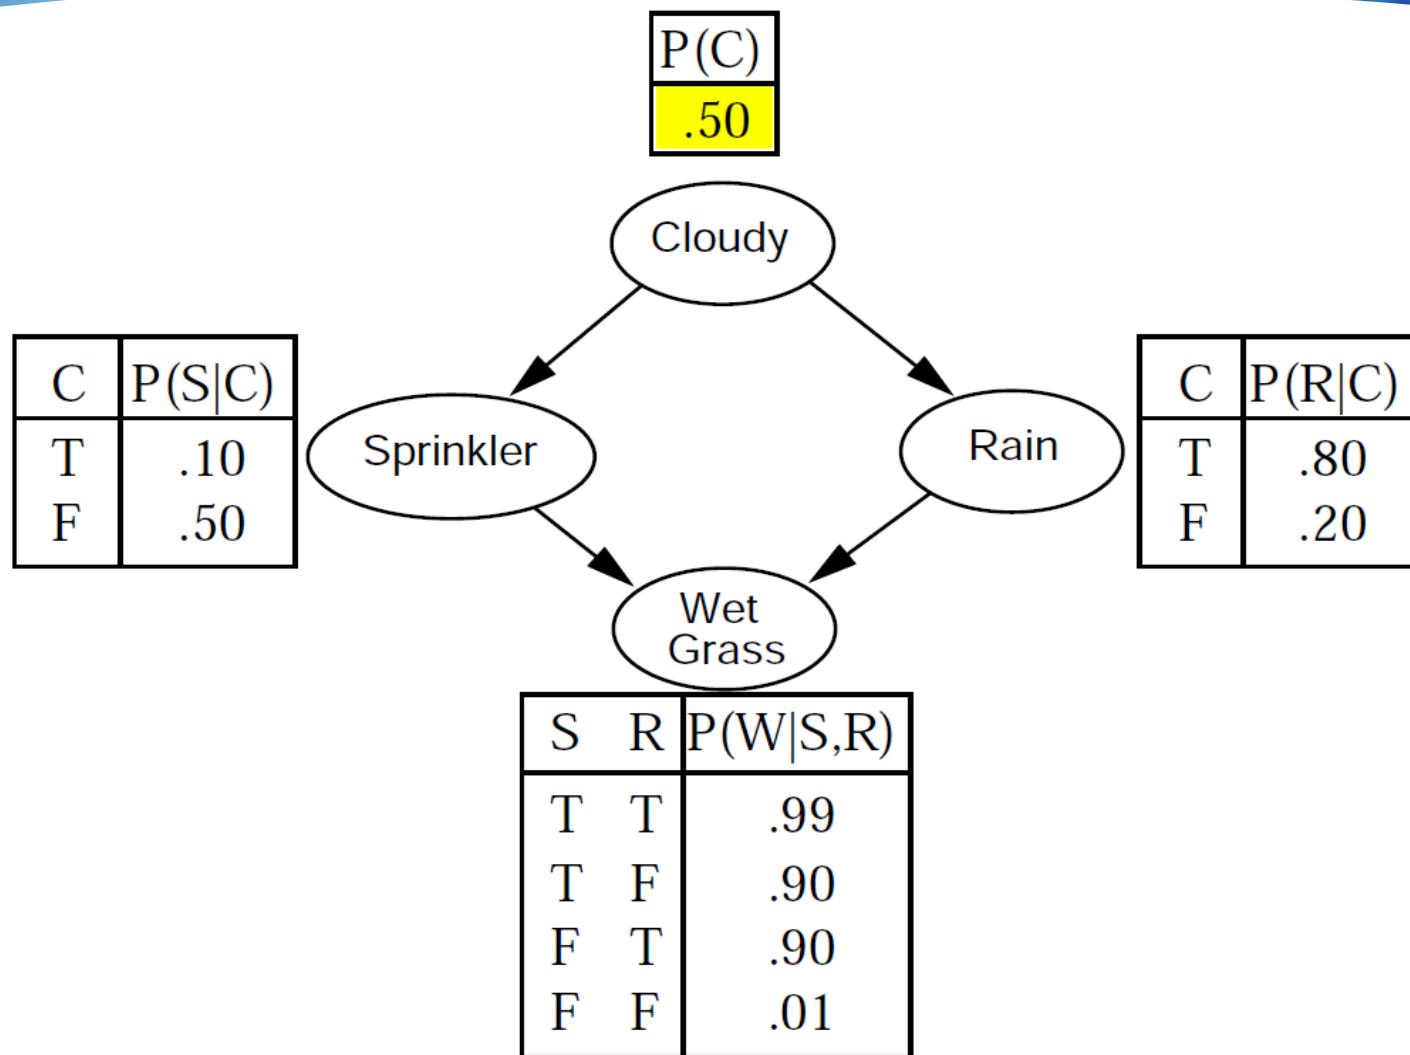 P(C)
.50
Cloudy
C P(S|C)
T .10
F .50
Sprinkler
Rain
C P(R|C)
T .80
F .20
Wet
Grass
S R P(W|S,R)
T T .99
T F .90
F T .90
F F .01